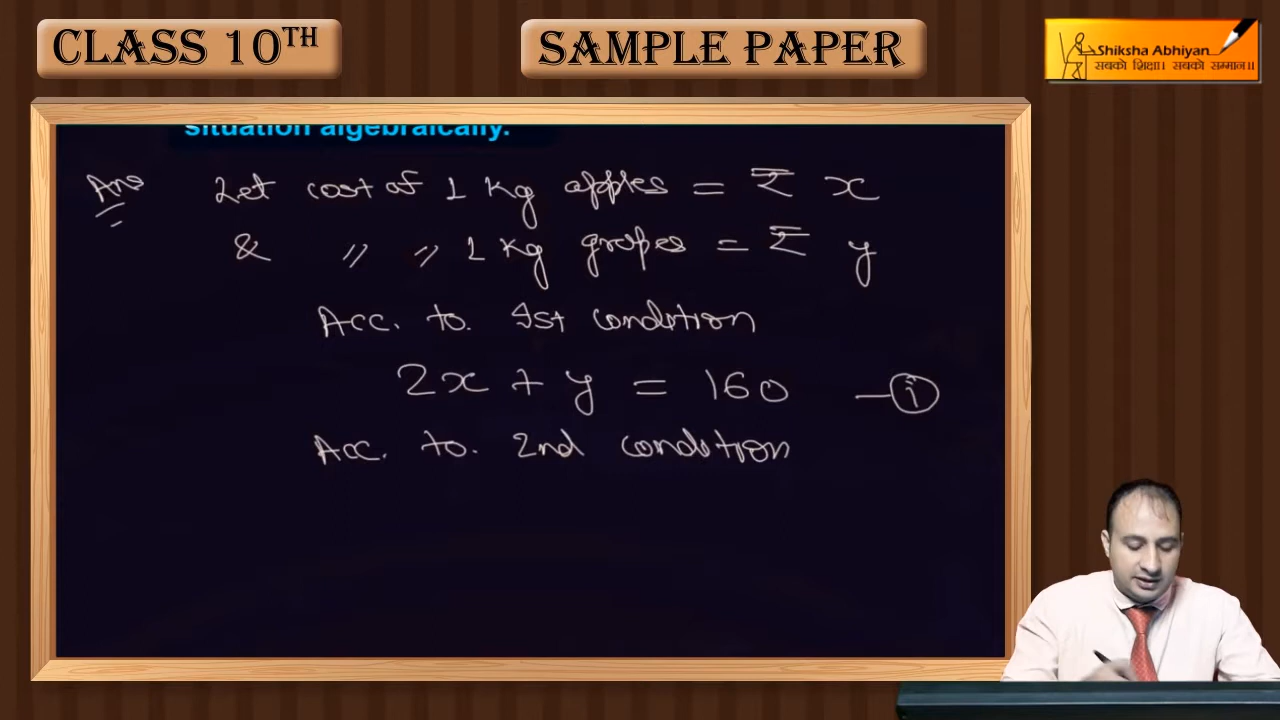 CLASS 10TH
SAMPLE PAPER
Shiksha Abhiyan
सबको शिक्षा। सबको सम्मान॥
situation algebraically.
Ans Let cost of 1 Kg apples = ₹ x
& " " 1 Kg grapes = ₹ y
Acc. to. Ist condition
2x + y = 160 — (i)
Acc. to. 2nd condition